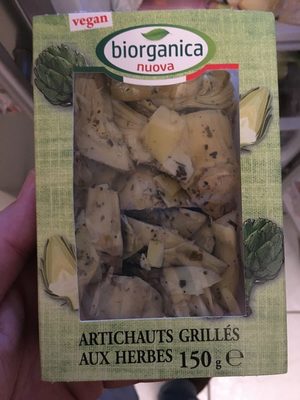 vegan
biorganica
nuova
ARTICHAUTS GRILLÉS
AUX HERBES 150g ℮